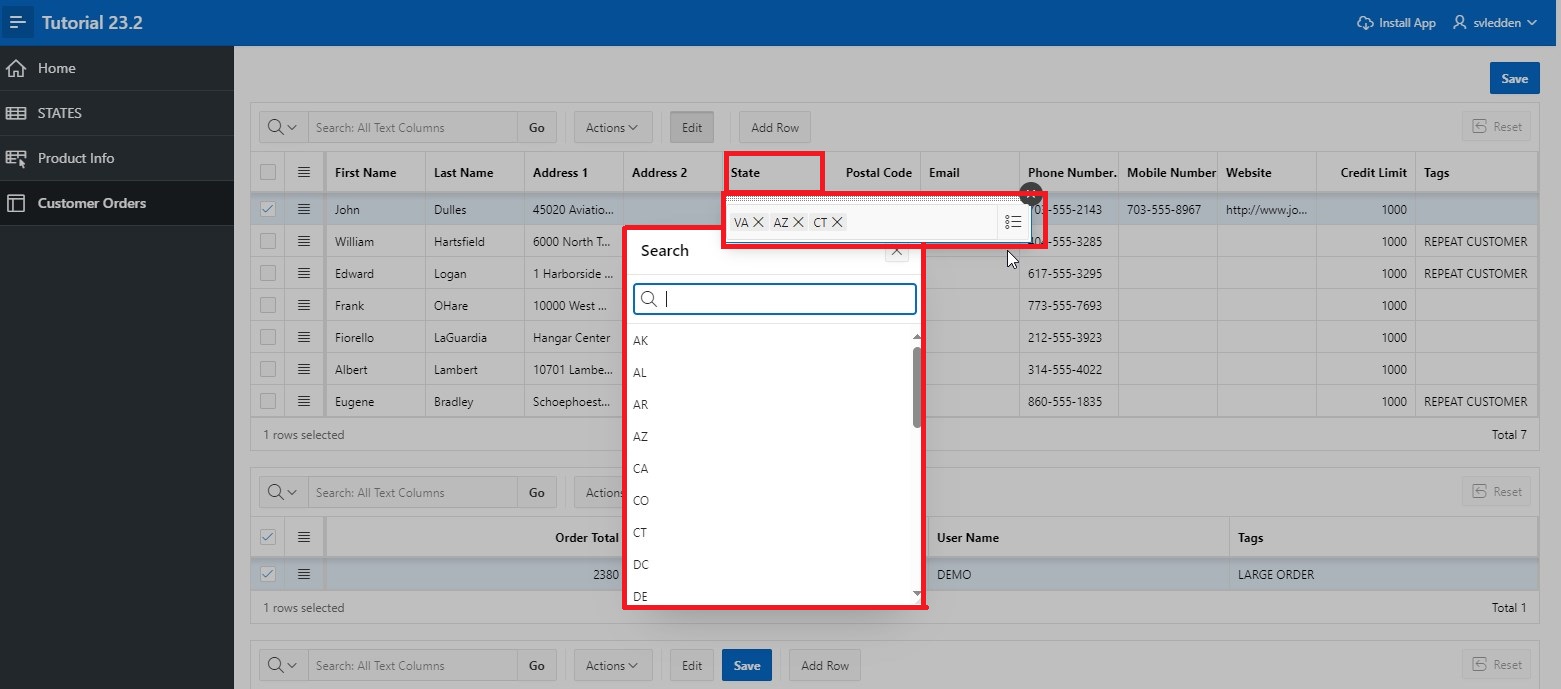 Tutorial 23.2
Install App
svledden
Home
STATES
Product Info
Customer Orders
Save
Search: All Text Columns Go Actions Edit Add Row Reset
First Name Last Name Address 1 Address 2 State Postal Code Email Phone Number. Mobile Number Website Credit Limit Tags
John Dulles 45020 Aviatio... 703-555-2143 703-555-8967 http://www.jo... 1000
VA AZ CT
William Hartsfield 6000 North T... 404-555-3285 1000 REPEAT CUSTOMER
Edward Logan 1 Harborside ... 617-555-3295 1000 REPEAT CUSTOMER
Frank OHare 10000 West ... 773-555-7693 1000
Fiorello LaGuardia Hangar Center 212-555-3923 1000
Albert Lambert 10701 Lambe... 314-555-4022 1000
Eugene Bradley Schoephoest... 860-555-1835 1000 REPEAT CUSTOMER
1 rows selected Total 7
Search
AK
AL
AR
AZ
CA
CO
CT
DC
DE
Search: All Text Columns Go Actions Reset
Order Total User Name Tags
2380 DEMO LARGE ORDER
1 rows selected Total 1
Search: All Text Columns Go Actions Edit Save Add Row Reset